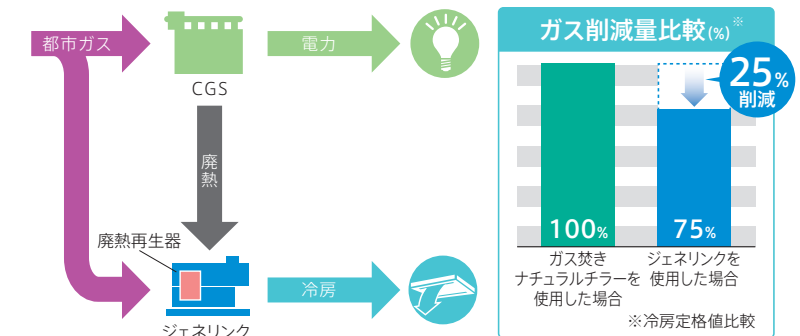 都市ガス
CGS
電力
廃熱
廃熱再生器
ジェネリンク
冷房
ガス削減量比較(%)※
25%
削減
100%
75%
ガス焚き
ナチュラルチラーを
使用した場合
ジェネリンクを
使用した場合
※冷房定格値比較